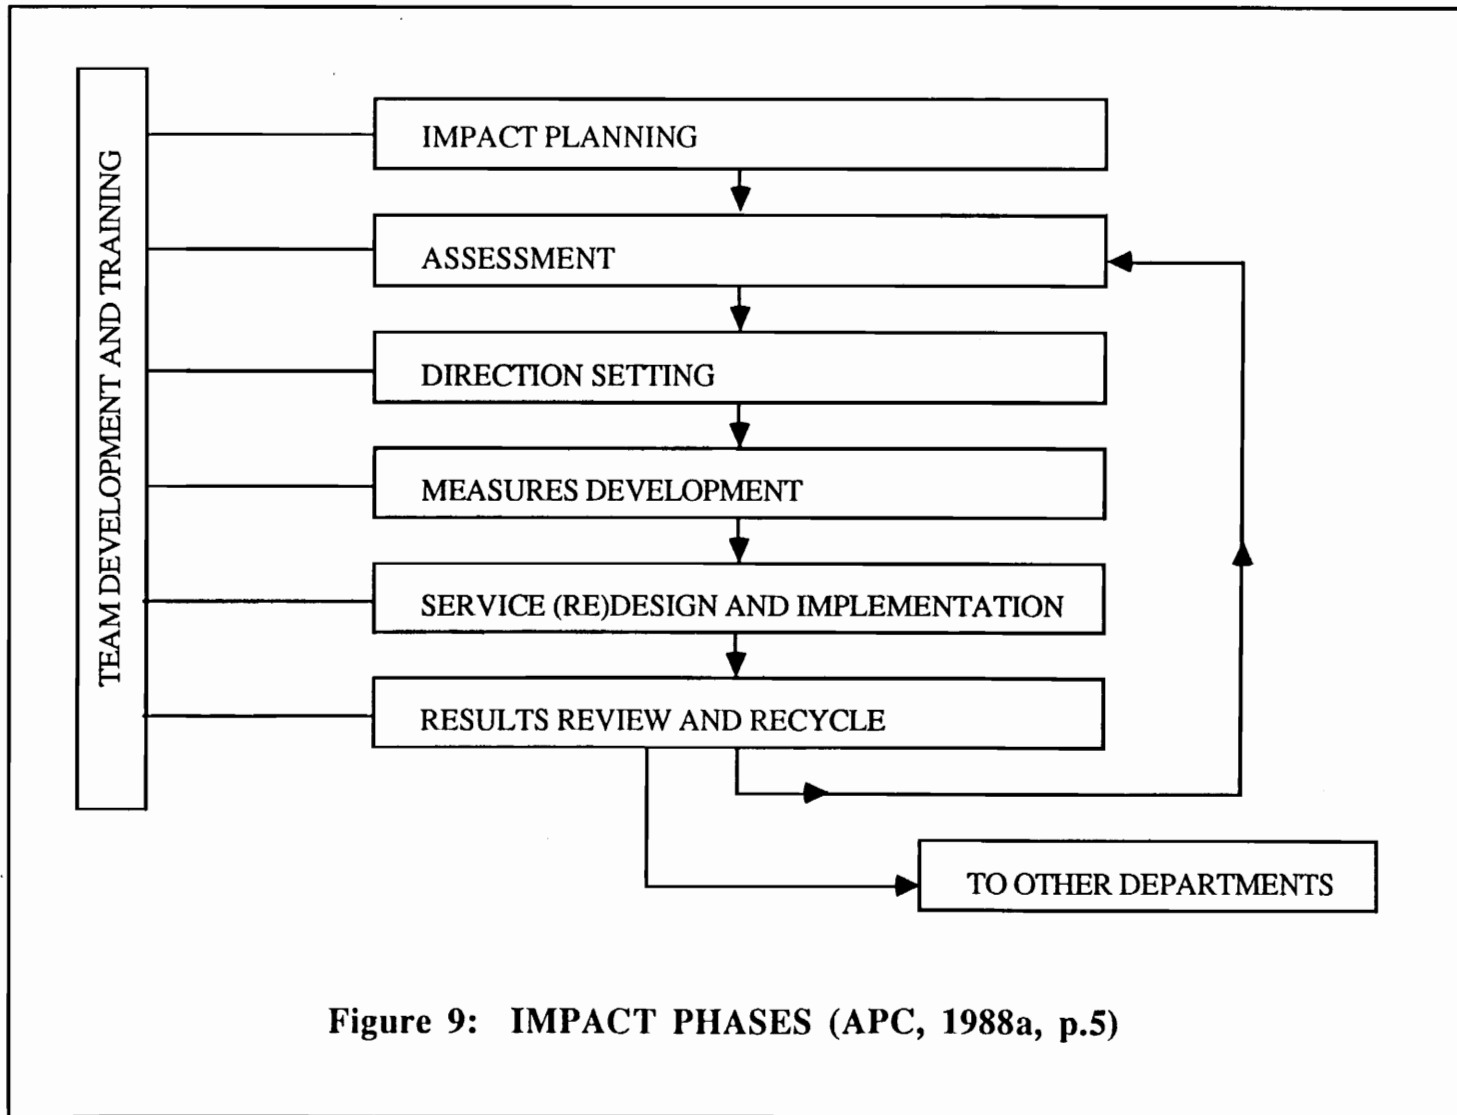 TEAM DEVELOPMENT AND TRAINING
IMPACT PLANNING
ASSESSMENT
DIRECTION SETTING
MEASURES DEVELOPMENT
SERVICE (RE)DESIGN AND IMPLEMENTATION
RESULTS REVIEW AND RECYCLE
TO OTHER DEPARTMENTS
Figure 9: IMPACT PHASES (APC, 1988a, p.5)